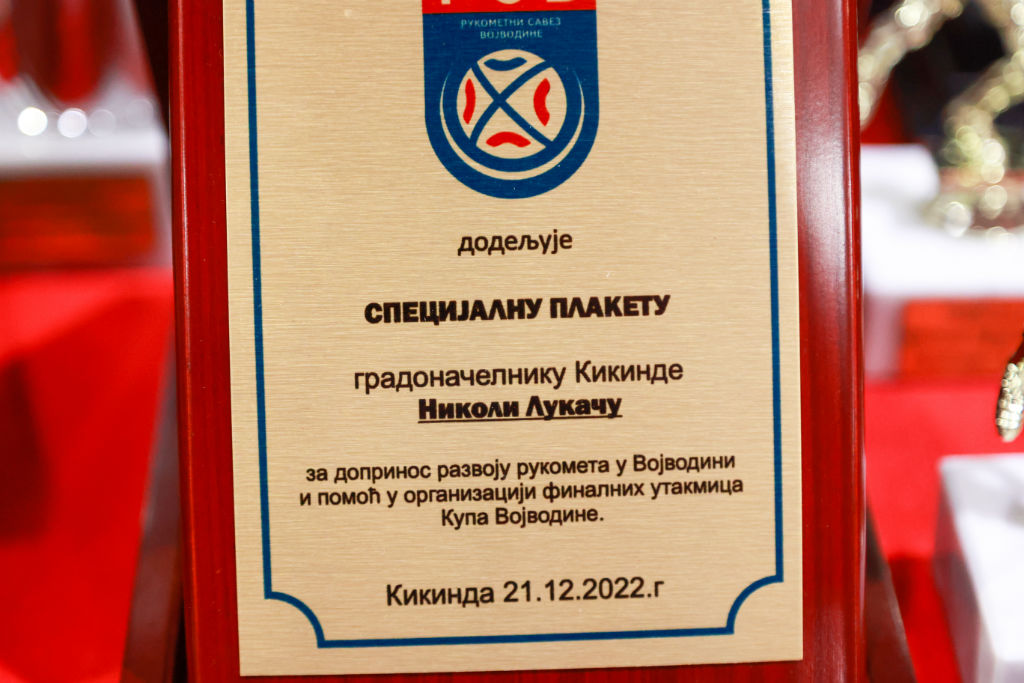 РУКОМЕТНИ САВЕЗ
ВОЈВОДИНЕ
додељује
СПЕЦИЈАЛНУ ПЛАКЕТУ
градоначелнику Кикинде
Николи Лукачу
за допринос развоју рукомета у Војводини
и помоћ у организацији финалних утакмица
Купа Војводине.
Кикинда 21.12.2022.г